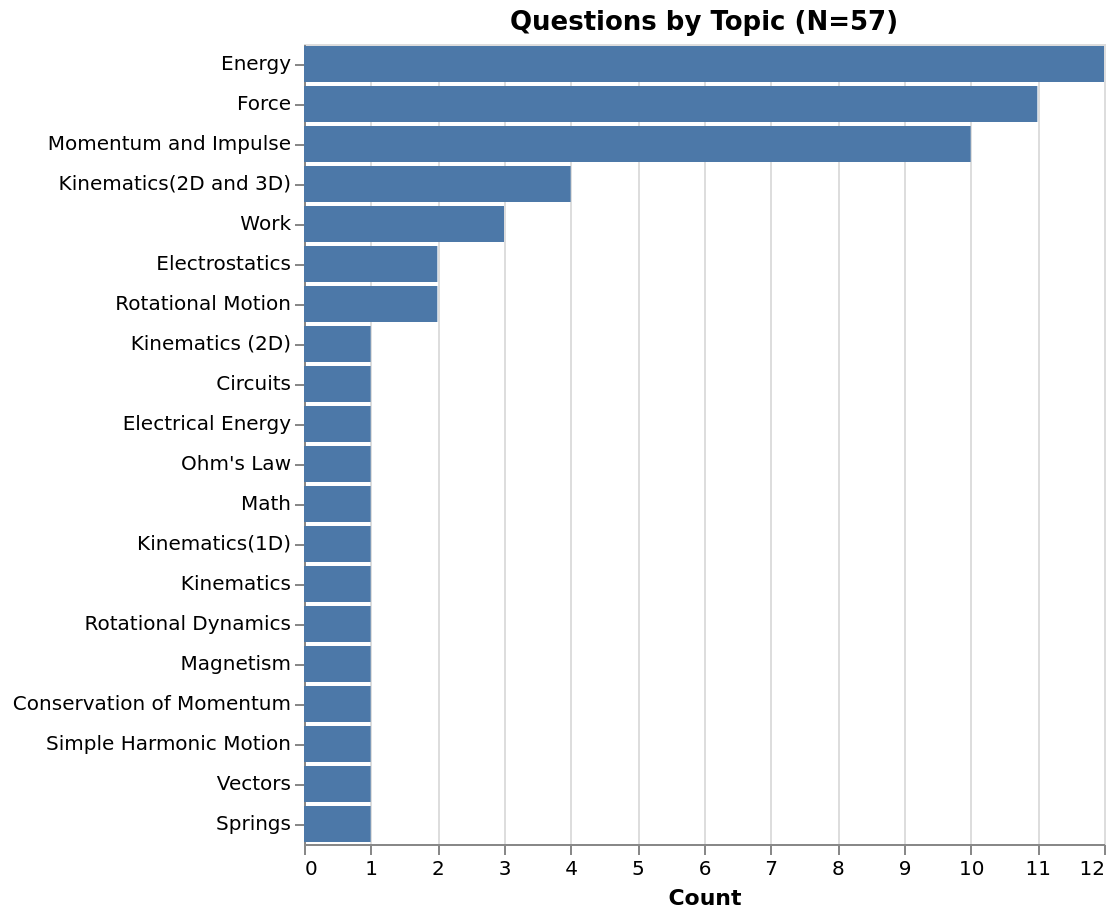 Questions by Topic (N=57)
Energy
Force
Momentum and Impulse
Kinematics(2D and 3D)
Work
Electrostatics
Rotational Motion
Kinematics (2D)
Circuits
Electrical Energy
Ohm's Law
Math
Kinematics(1D)
Kinematics
Rotational Dynamics
Magnetism
Conservation of Momentum
Simple Harmonic Motion
Vectors
Springs
0 1 2 3 4 5 6 7 8 9 10 11 12
Count